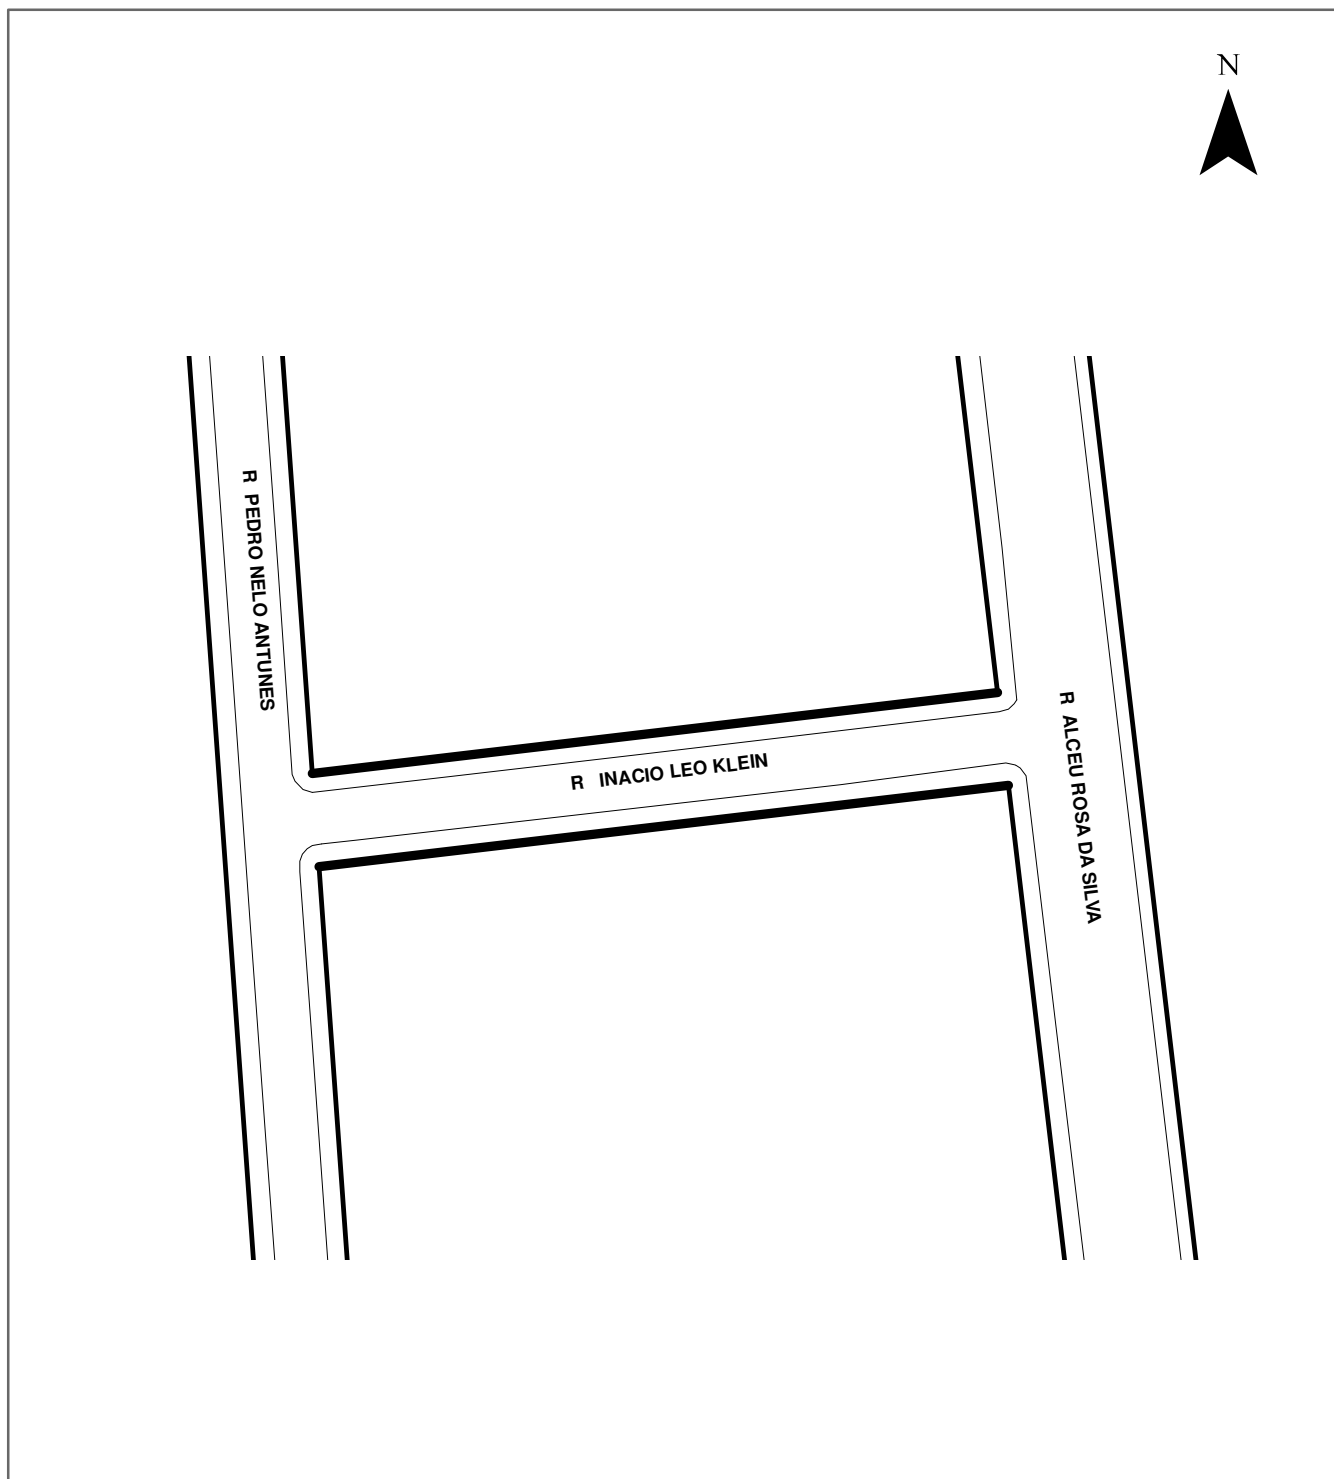 N
R PEDRO NELO ANTUNES
R INACIO LEO KLEIN
R ALCEU ROSA DA SILVA